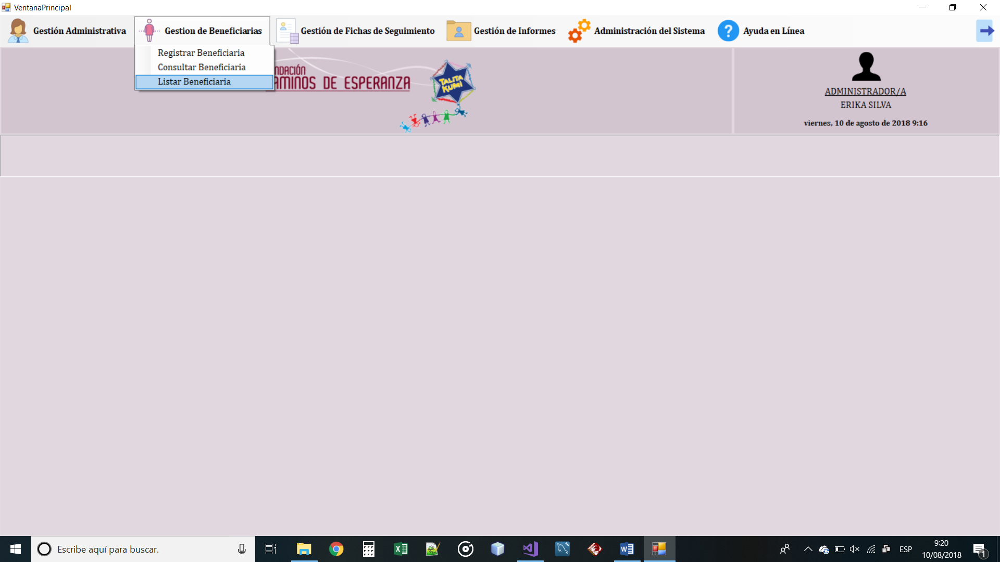 VentanaPrincipal
Gestión Administrativa
Gestion de Beneficiarias
Gestión de Fichas de Seguimiento
Gestión de Informes
Administración del Sistema
Ayuda en Línea
Registrar Beneficiaria
Consultar Beneficiaria
Listar Beneficiaria
DE ESPERANZA
TALITA
KUMI
ADMINISTRADOR/A
ERIKA SILVA
viernes, 10 de agosto de 2018 9:16
Escribe aquí para buscar.
ESP
9:20
10/08/2018
1